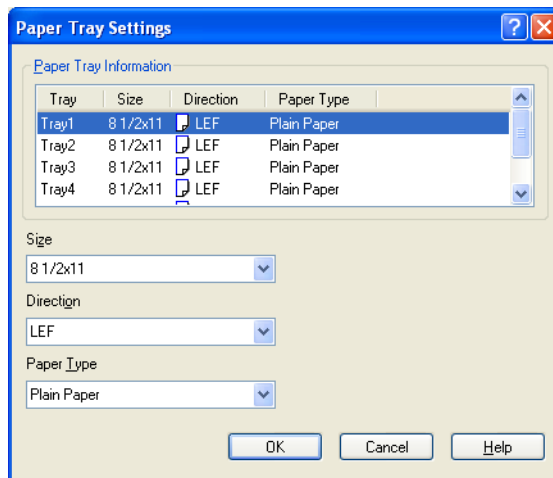 Paper Tray Settings
Paper Tray Information
Tray Size Direction Paper Type
Tray1 8 1/2x11 LEF Plain Paper
Tray2 8 1/2x11 LEF Plain Paper
Tray3 8 1/2x11 LEF Plain Paper
Tray4 8 1/2x11 LEF Plain Paper
Size
8 1/2x11
Direction
LEF
Paper Type
Plain Paper
OK Cancel Help